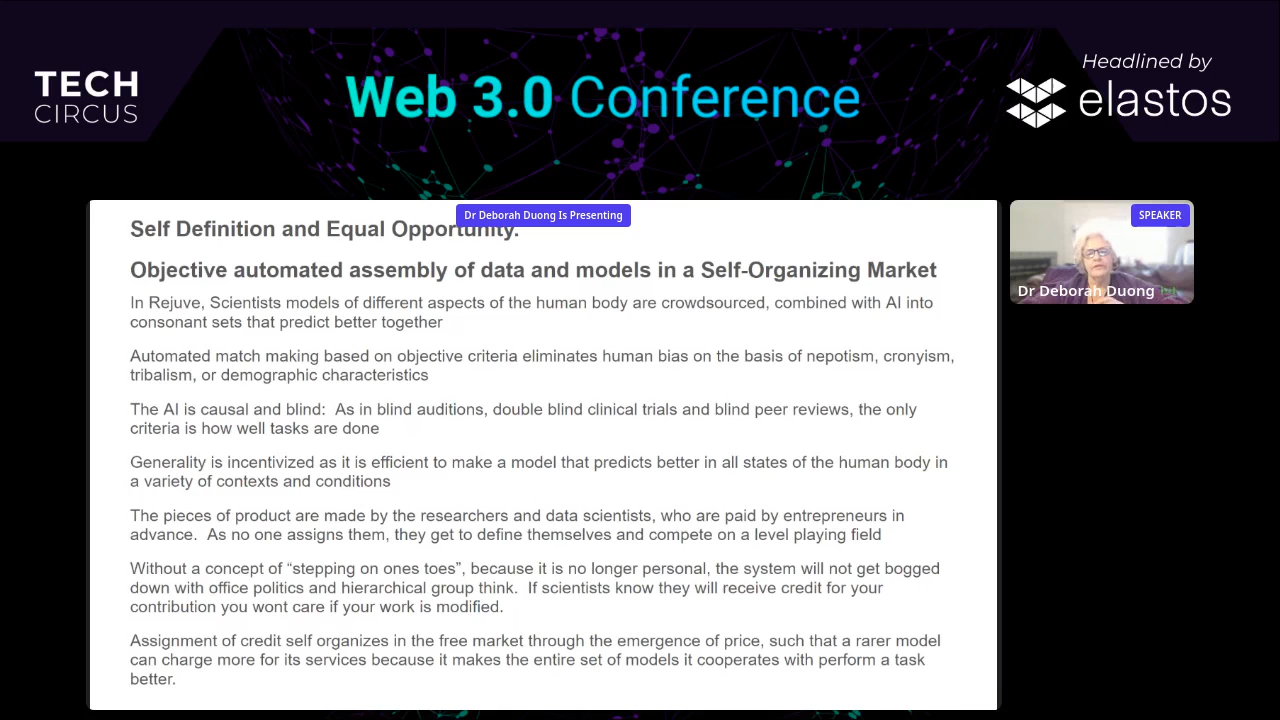 TECH
CIRCUS
Web 3.0 Conference
Headlined by
elastos
Dr Deborah Duong Is Presenting
SPEAKER
Dr Deborah Duong
Self Definition and Equal Opportunity.
Objective automated assembly of data and models in a Self-Organizing Market
In Rejuve, Scientists models of different aspects of the human body are crowdsourced, combined with AI into
consonant sets that predict better together
Automated match making based on objective criteria eliminates human bias on the basis of nepotism, cronyism,
tribalism, or demographic characteristics
The AI is causal and blind:  As in blind auditions, double blind clinical trials and blind peer reviews, the only
criteria is how well tasks are done
Generality is incentivized as it is efficient to make a model that predicts better in all states of the human body in
a variety of contexts and conditions
The pieces of product are made by the researchers and data scientists, who are paid by entrepreneurs in
advance.  As no one assigns them, they get to define themselves and compete on a level playing field
Without a concept of “stepping on ones toes”, because it is no longer personal, the system will not get bogged
down with office politics and hierarchical group think.  If scientists know they will receive credit for your
contribution you wont care if your work is modified.
Assignment of credit self organizes in the free market through the emergence of price, such that a rarer model
can charge more for its services because it makes the entire set of models it cooperates with perform a task
better.